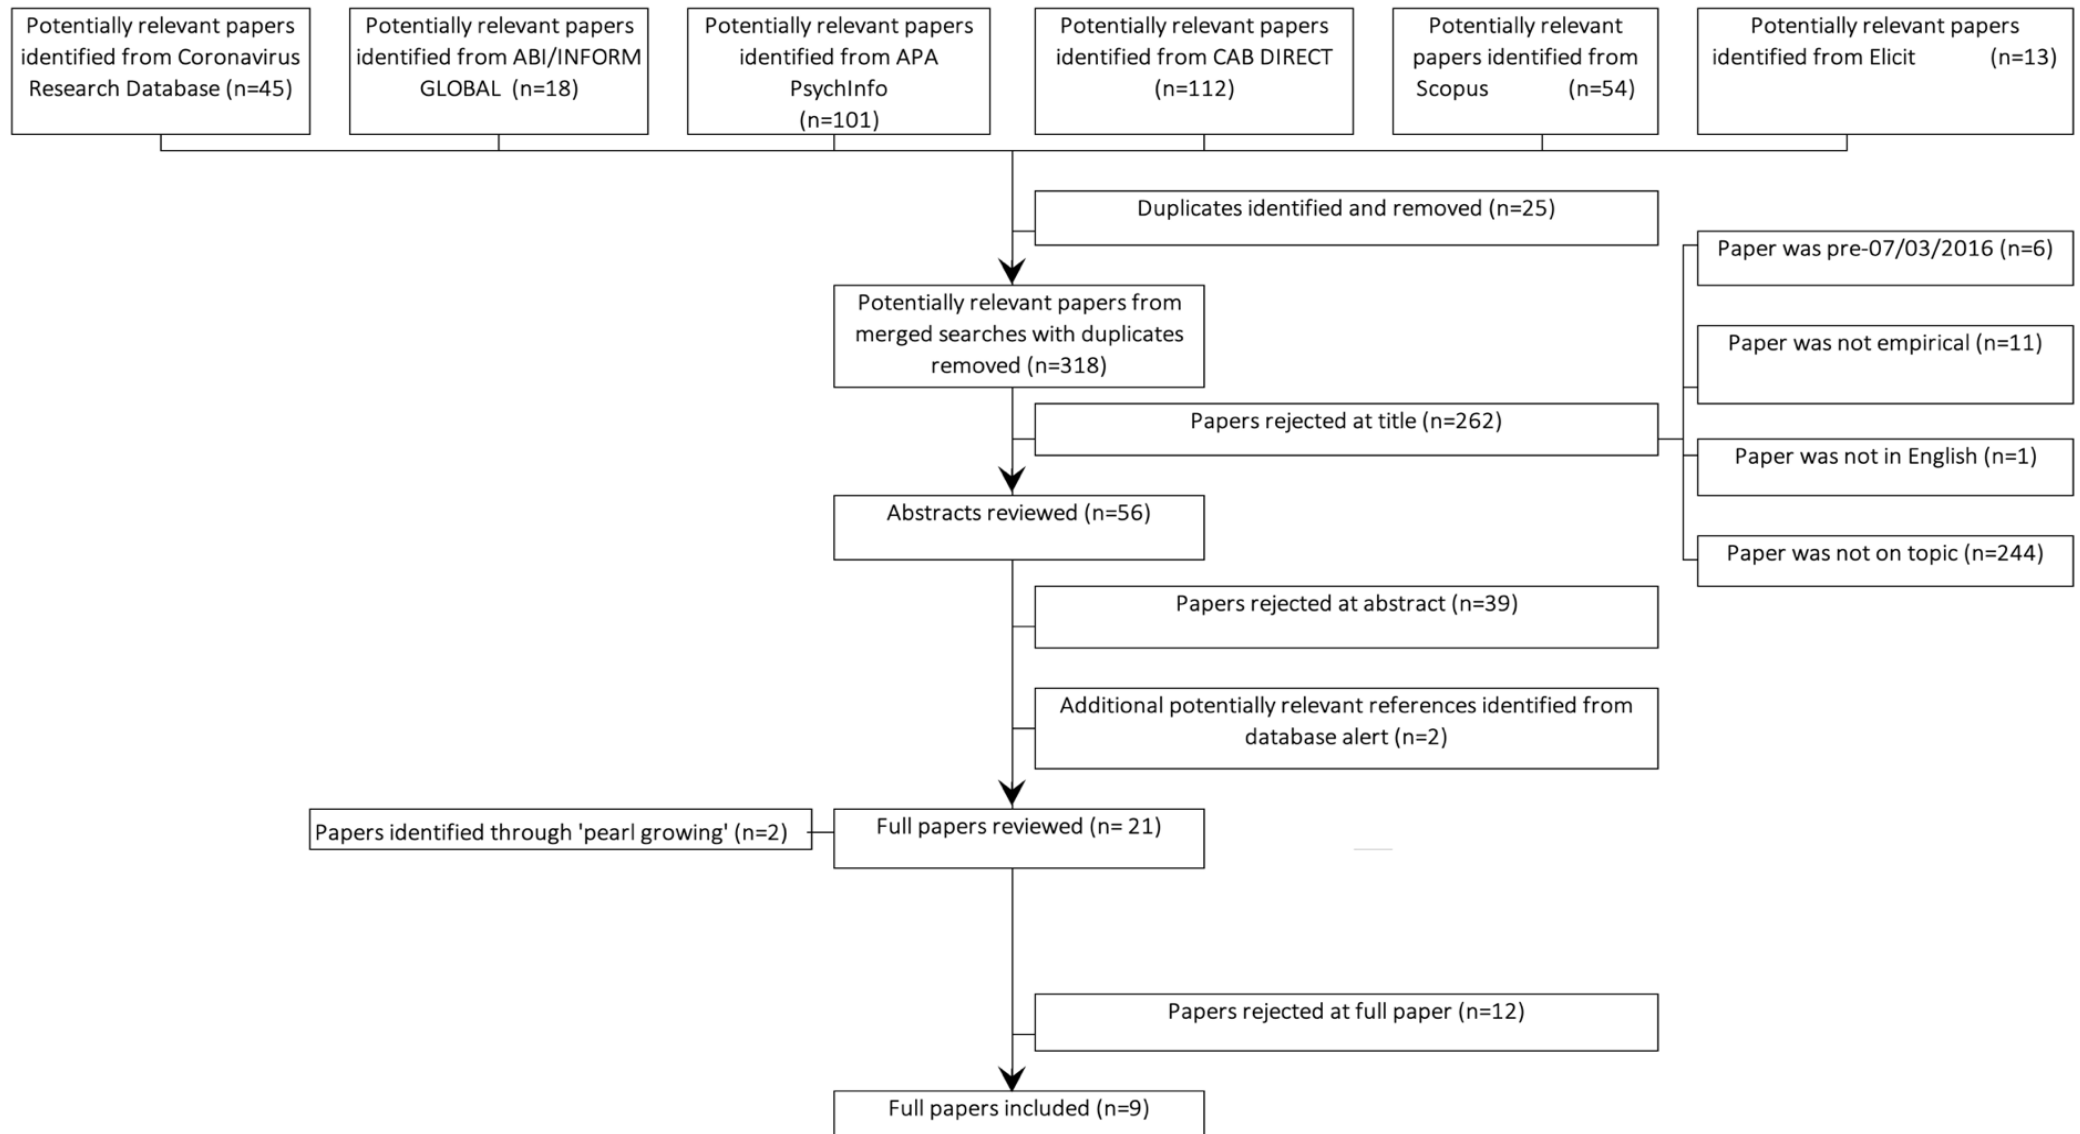 Potentially relevant papers
identified from Coronavirus
Research Database (n=45)
Potentially relevant papers
identified from ABI/INFORM
GLOBAL (n=18)
Potentially relevant papers
identified from APA
PsychInfo
(n=101)
Potentially relevant papers
identified from CAB DIRECT
(n=112)
Potentially relevant
papers identified from
Scopus (n=54)
Potentially relevant papers
identified from Elicit (n=13)
Duplicates identified and removed (n=25)
Paper was pre-07/03/2016 (n=6)
Potentially relevant papers from
merged searches with duplicates
removed (n=318)
Paper was not empirical (n=11)
Papers rejected at title (n=262)
Paper was not in English (n=1)
Abstracts reviewed (n=56)
Paper was not on topic (n=244)
Papers rejected at abstract (n=39)
Additional potentially relevant references identified from
database alert (n=2)
Papers identified through 'pearl growing' (n=2)
Full papers reviewed (n= 21)
Papers rejected at full paper (n=12)
Full papers included (n=9)